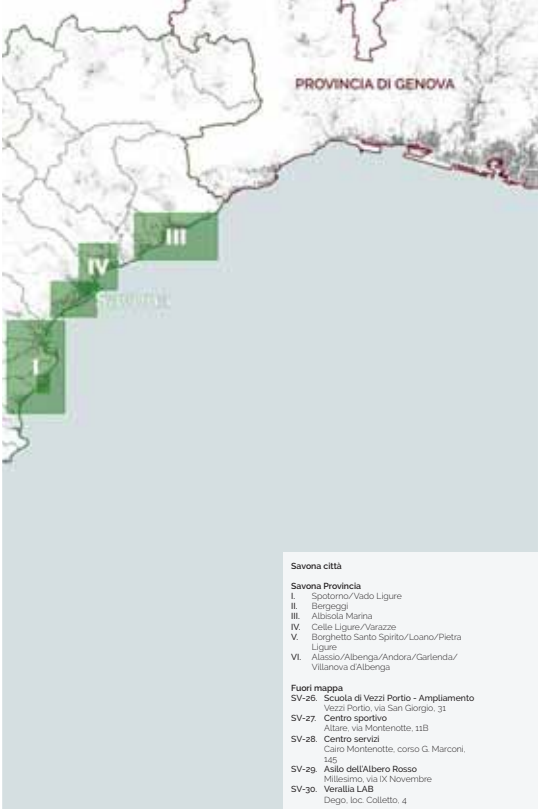 PROVINCIA DI GENOVA
III
IV
I
Savona città
Savona Provincia
I. Spotorno/Vado Ligure
II. Bergeggi
III. Albisola Marina
IV. Celle Ligure/Varazze
V. Borghetto Santo Spirito/Loano/Pietra
Ligure
VI. Alassio/Albenga/Andora/Garlenda/
Villanova d'Albenga
Fuori mappa
SV-26. Scuola di Vezzi Portio - Ampliamento
Vezzi Portio, via San Giorgio, 31
SV-27. Centro sportivo
Altare, via Montenotte, 11B
SV-28. Centro servizi
Cairo Montenotte, corso G. Marconi,
145
SV-29. Asilo dell'Albero Rosso
Millesimo, via IX Novembre
SV-30. Verallia LAB
Dego, loc. Colletto, 4